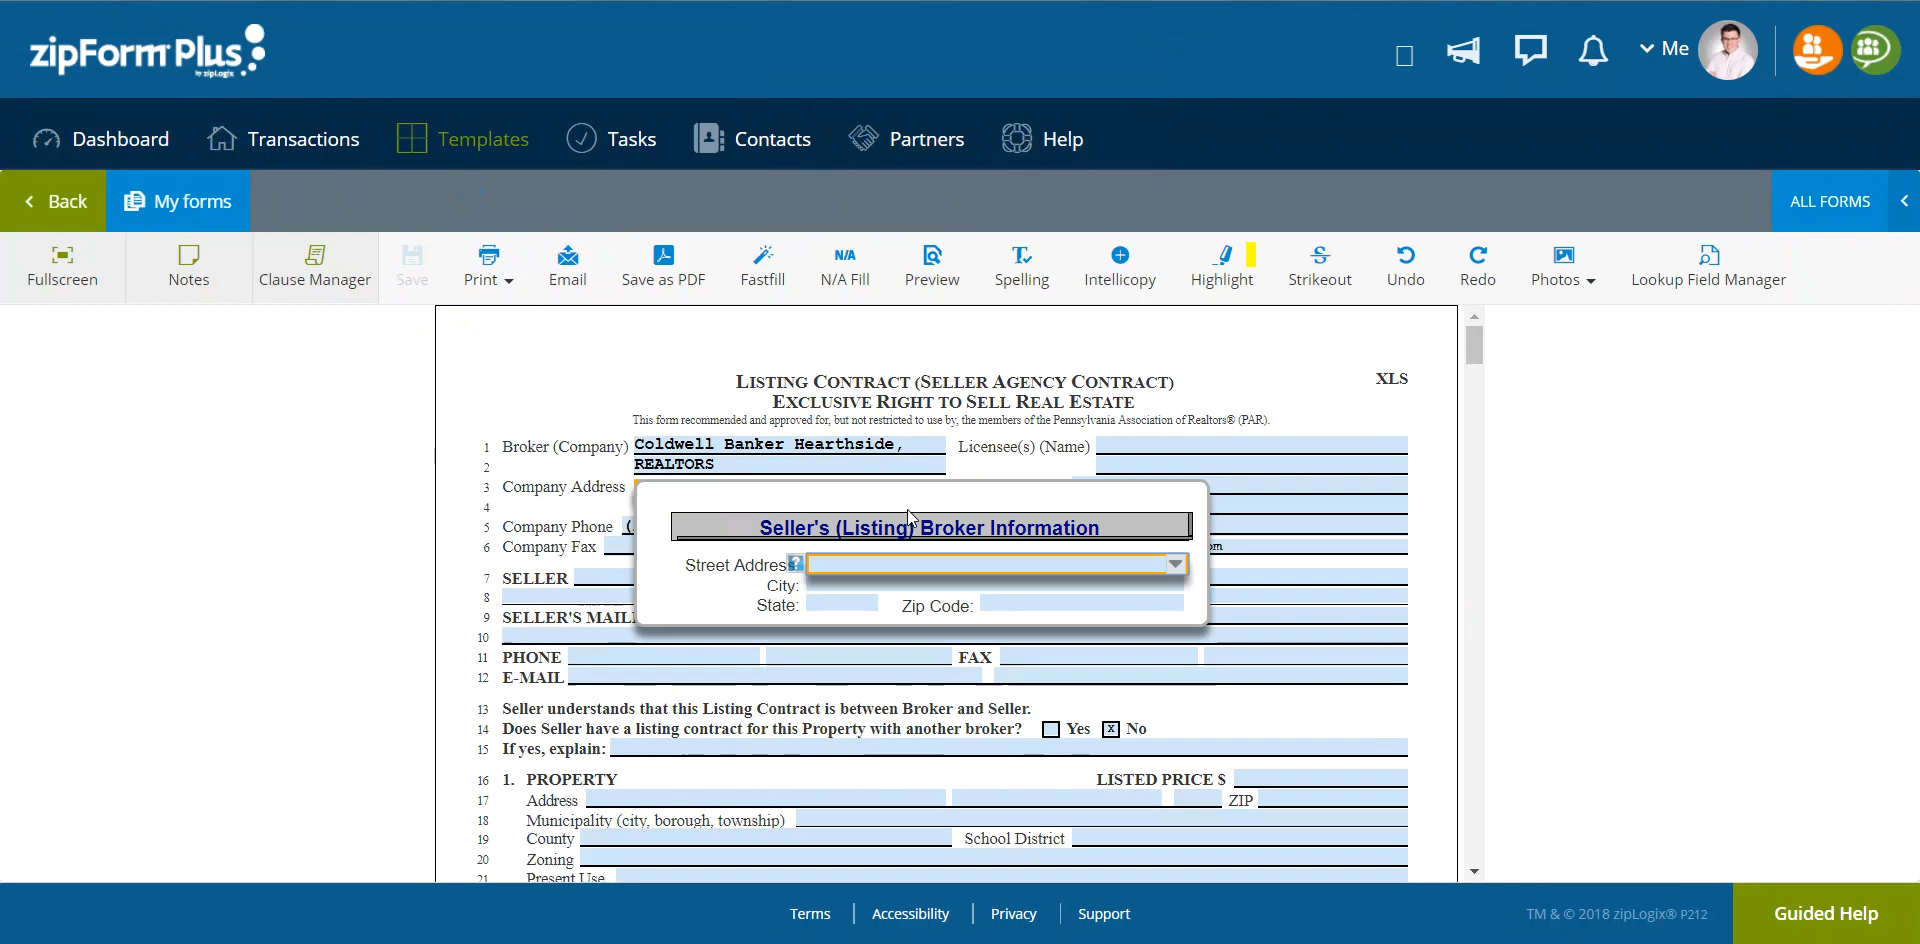 zipForm Plus
by zipLogix
Me
Dashboard
Transactions
Templates
Tasks
Contacts
Partners
Help
Back
My forms
ALL FORMS
Fullscreen
Notes
Clause Manager
Save
Print
Email
Save as PDF
N/A
Fastfill
N/A Fill
Preview
Spelling
Intellicopy
Highlight
Strikeout
Undo
Redo
Photos
Lookup Field Manager
LISTING CONTRACT (SELLER AGENCY CONTRACT)
XLS
EXCLUSIVE RIGHT TO SELL REAL ESTATE
This form recommended and approved for, but not restricted to use by, the members of the Pennsylvania Association of Realtors® (PAR).
1 Broker (Company) Coldwell Banker Hearthside, Licensee(s) (Name)
2 REALTORS
3 Company Address
4
5 Company Phone (
6 Company Fax
Seller's (Listing) Broker Information
Street Address
City:
State: Zip Code:
7 SELLER
8
9 SELLER'S MAIL
10
11 PHONE FAX
12 E-MAIL
13 Seller understands that this Listing Contract is between Broker and Seller.
14 Does Seller have a listing contract for this Property with another broker? Yes x No
15 If yes, explain:
16 1. PROPERTY LISTED PRICE $
17 Address ZIP
18 Municipality (city, borough, township)
19 County School District
20 Zoning
21 Present Use
Terms
Accessibility
Privacy
Support
TM & © 2018 zipLogix® P212
Guided Help